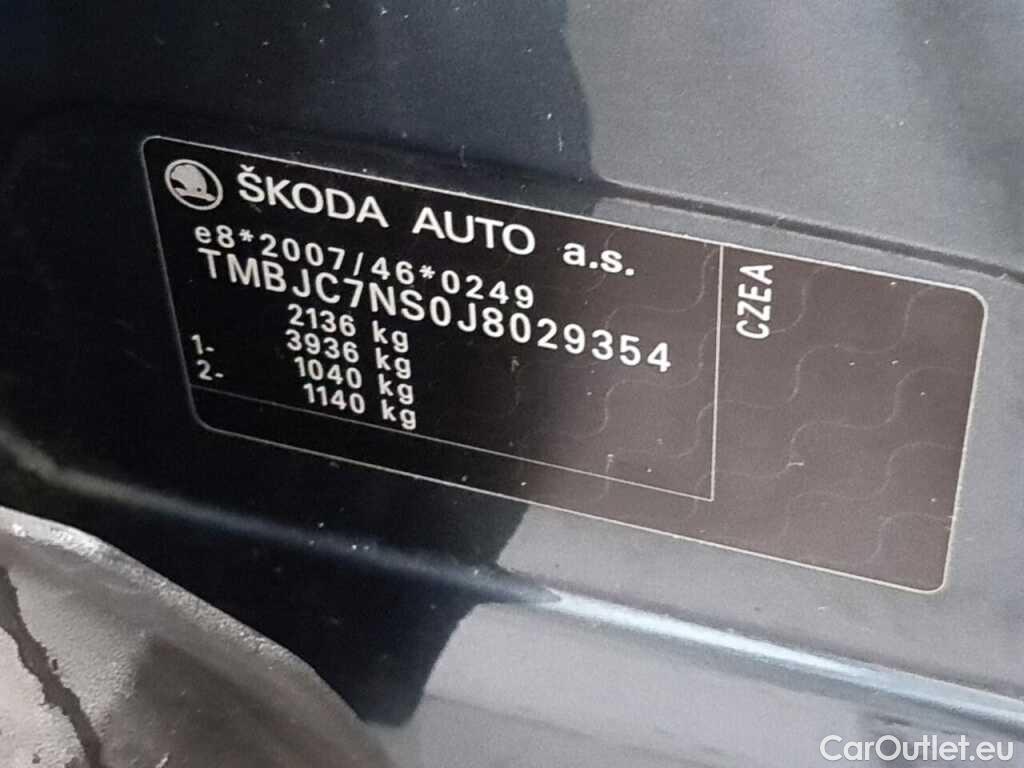 ŠKODA AUTO a.s.
e8*2007/46*0249
TMBJC7NS0J8029354
2136 kg
3936 kg
1- 1040 kg
2- 1140 kg
CZEA
CarOutlet.eu